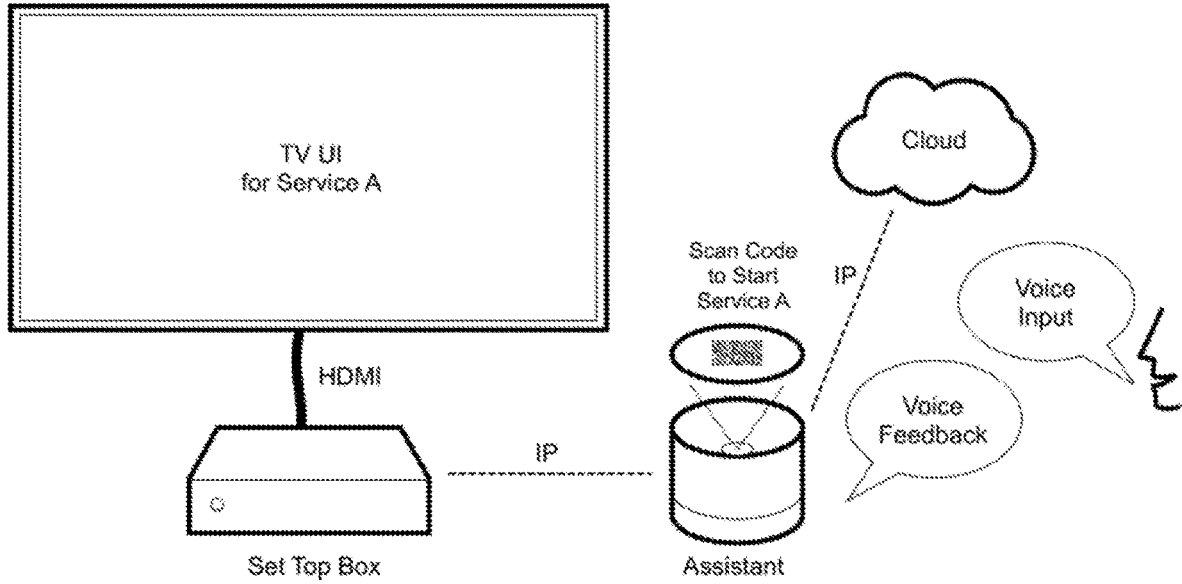 TV UI
for Service A
Cloud
Scan Code
to Start
Service A
IP
Voice
Input
HDMI
Voice
Feedback
IP
Set Top Box
Assistant